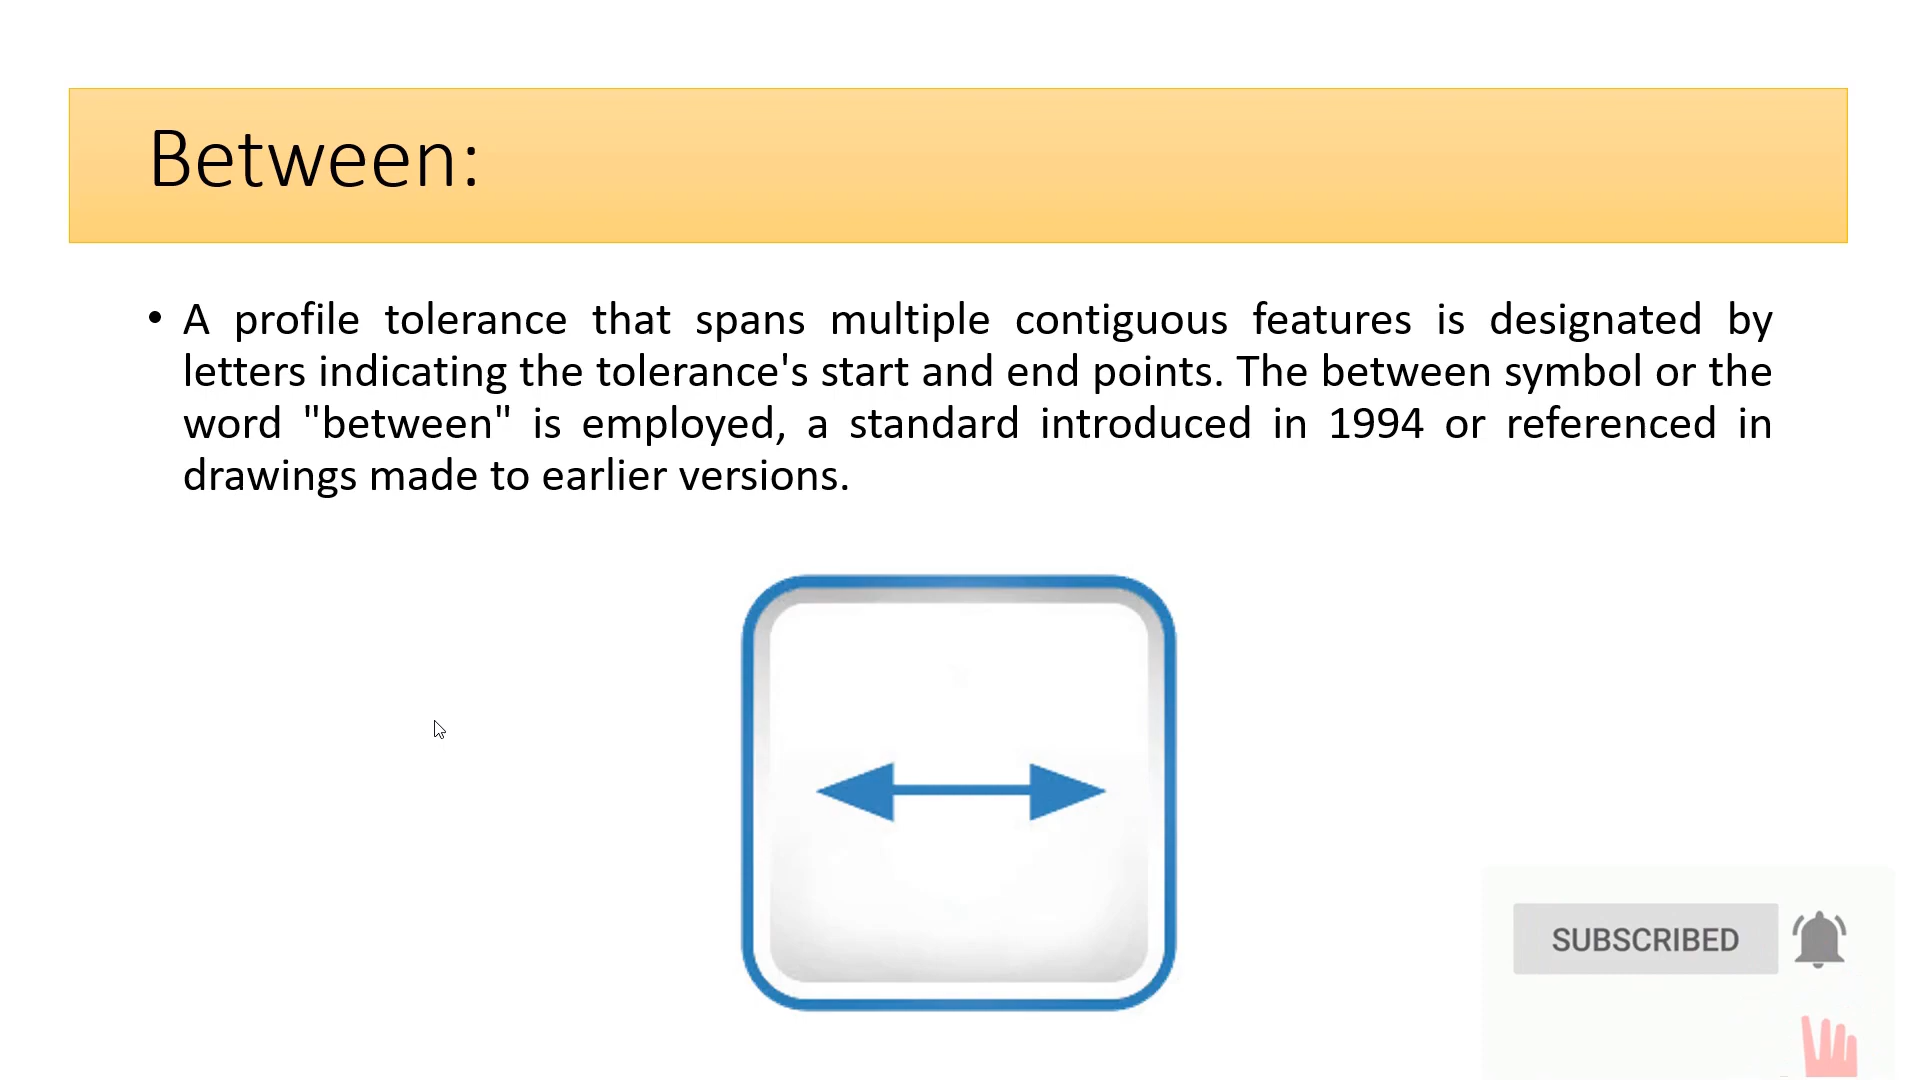 Between:
• A profile tolerance that spans multiple contiguous features is designated by
letters indicating the tolerance's start and end points. The between symbol or the
word "between" is employed, a standard introduced in 1994 or referenced in
drawings made to earlier versions.
SUBSCRIBED